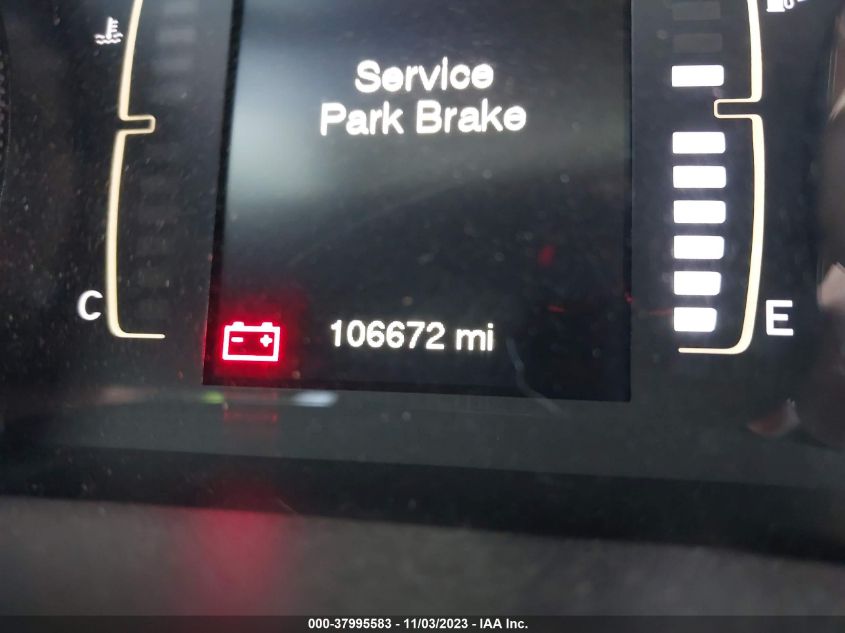 Service
Park Brake
C
E
106672 mi
000-37995583 - 11/03/2023 - IAA Inc.